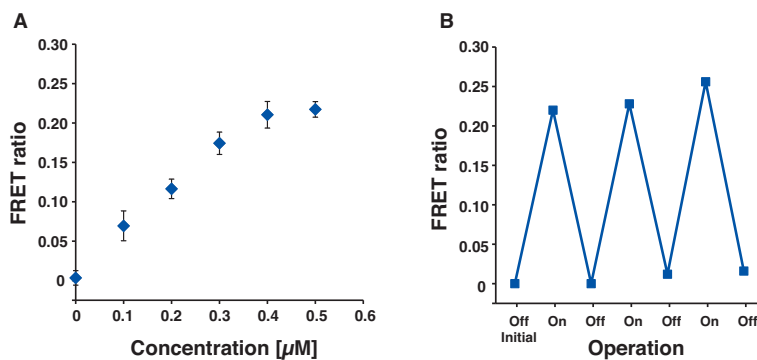 A
FRET ratio
0.30
0.25
0.20
0.15
0.10
0.05
0
0 0.1 0.2 0.3 0.4 0.5 0.6
Concentration [µM]
B
FRET ratio
0.30
0.25
0.20
0.15
0.10
0.05
0
Off On Off On Off On Off
Initial
Operation